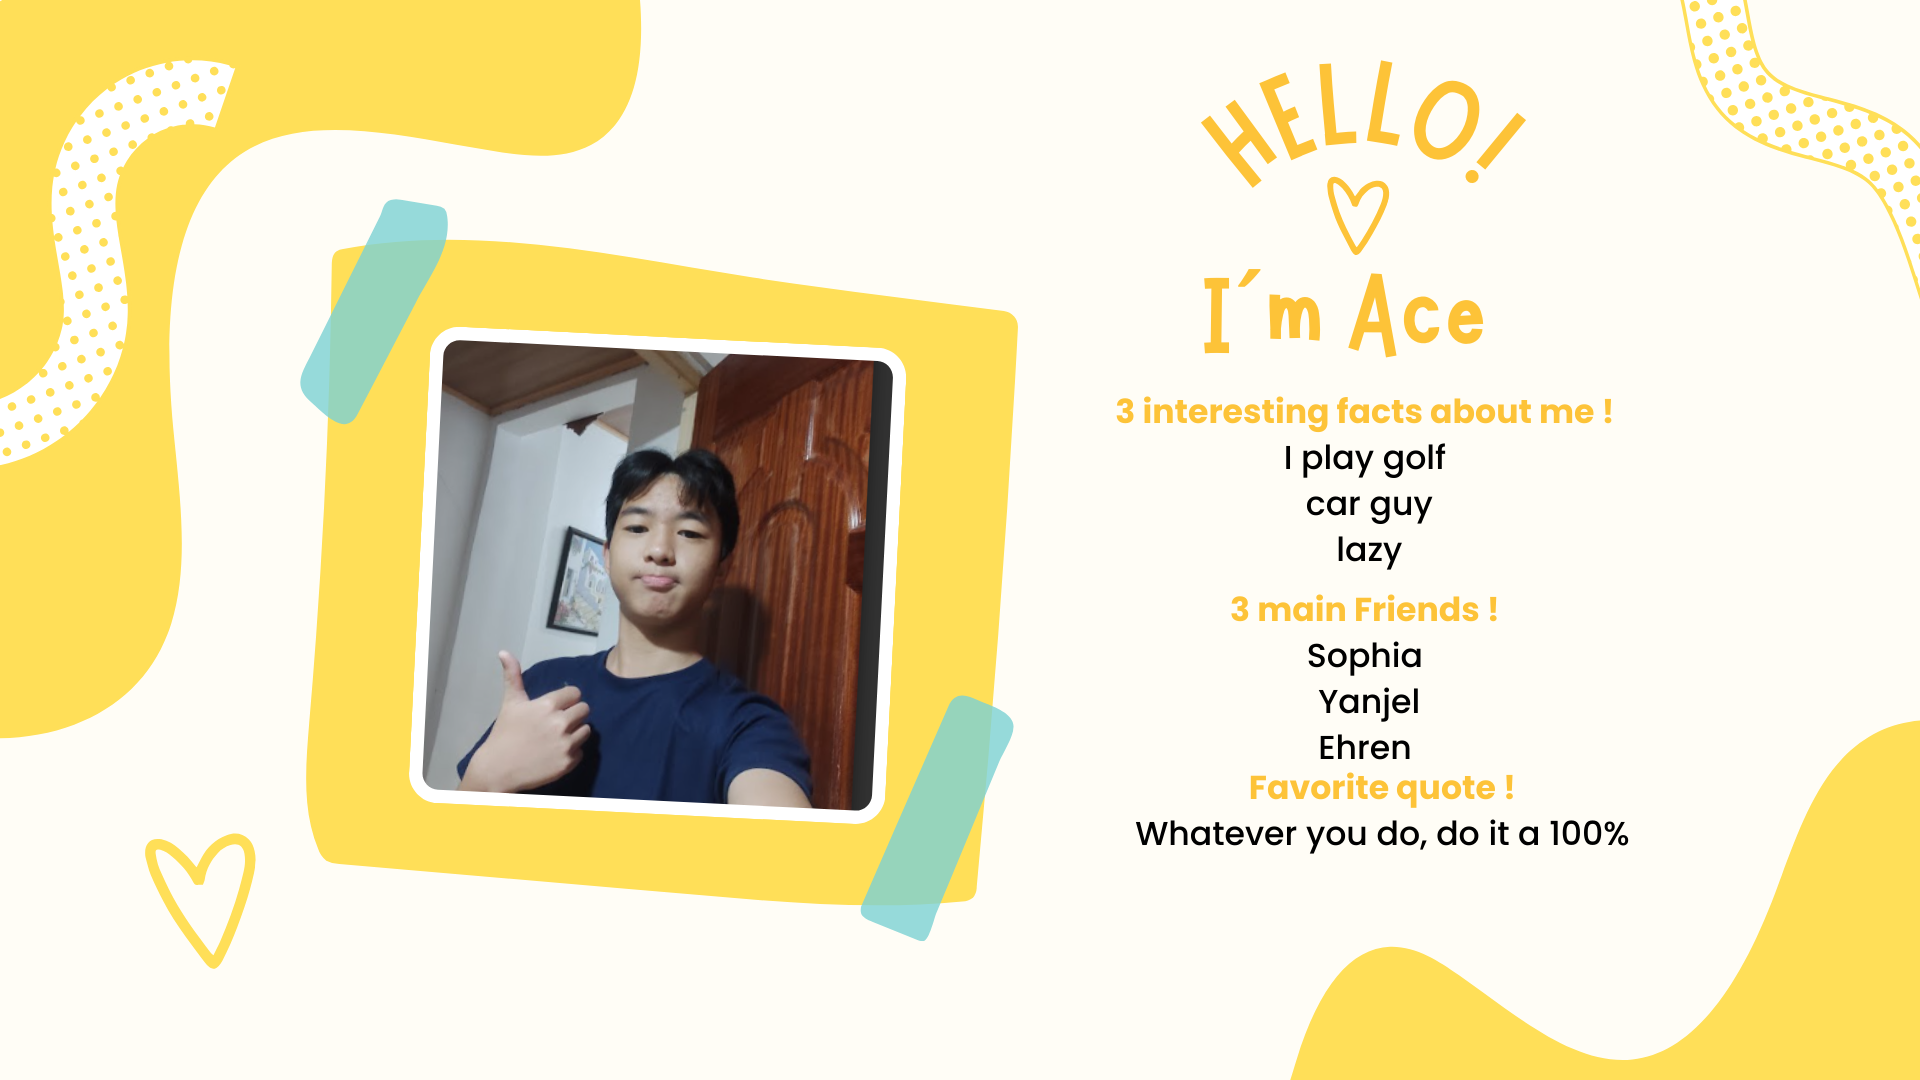 HELLO!
I´m Ace
3 interesting facts about me !
I play golf
car guy
lazy
3 main Friends !
Sophia
Yanjel
Ehren
Favorite quote !
Whatever you do, do it a 100%